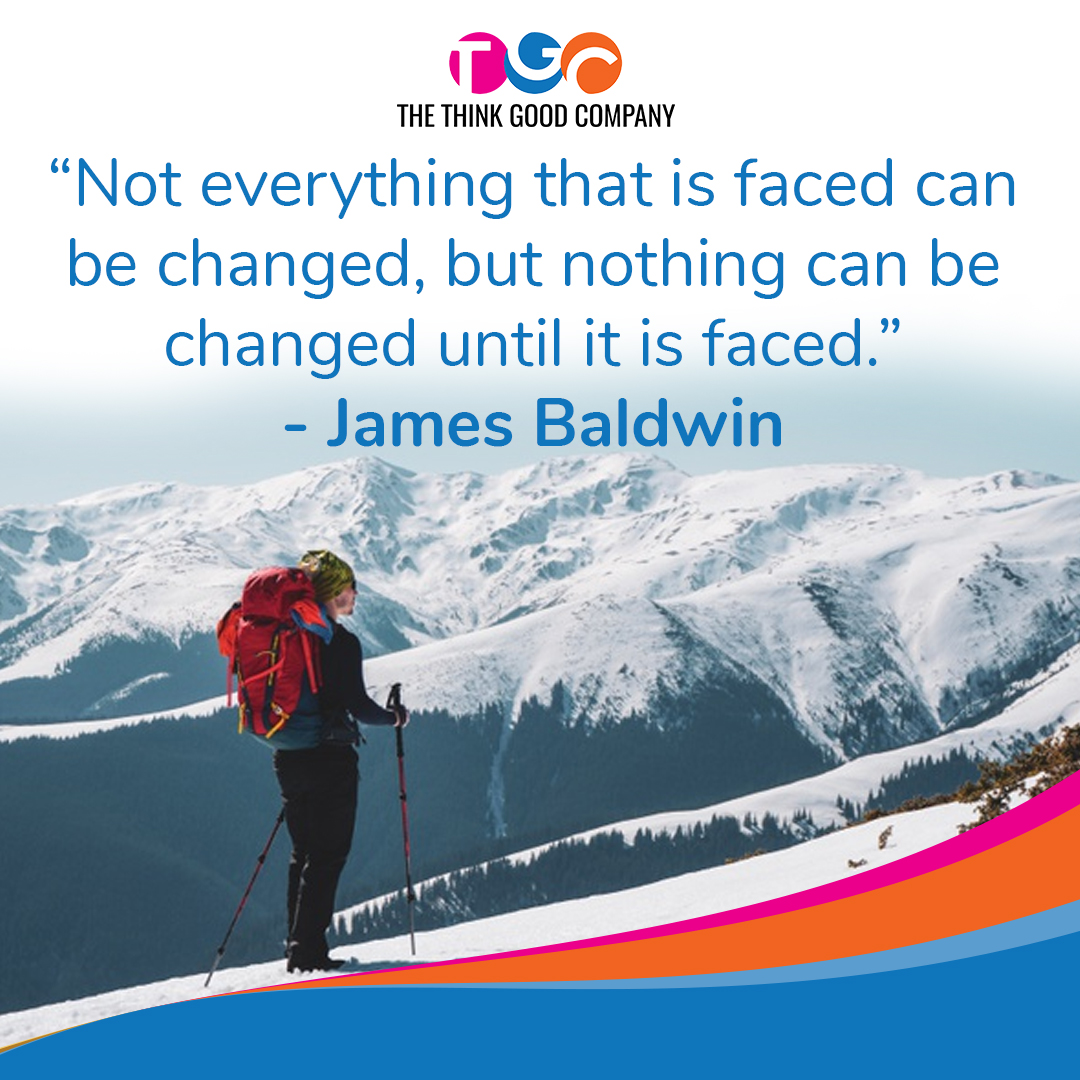 TGC
THE THINK GOOD COMPANY
“Not everything that is faced can
be changed, but nothing can be
changed until it is faced.”
- James Baldwin